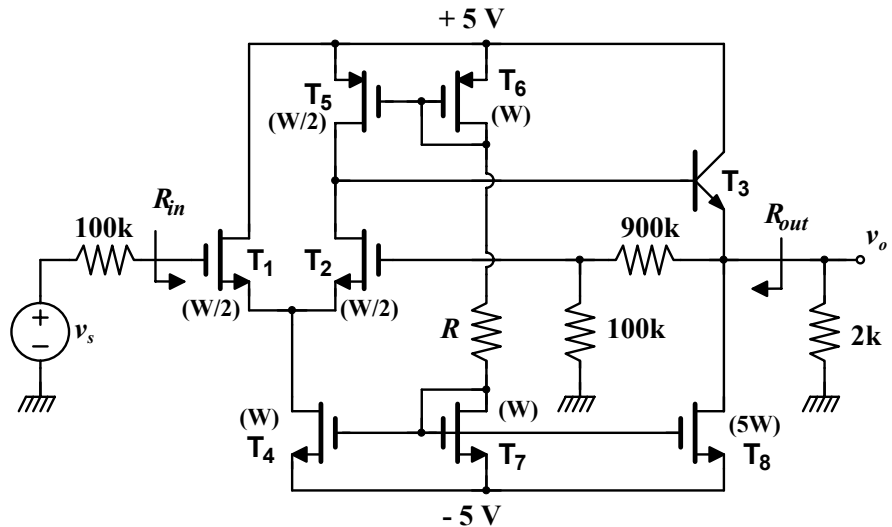 + 5 V
T5
(W/2)
T6
(W)
T3
Rin
100k
T1
(W/2)
T2
(W/2)
900k
Rout
vo
vs
R
100k
2k
(W)
T4
(W)
T7
(5W)
T8
- 5 V